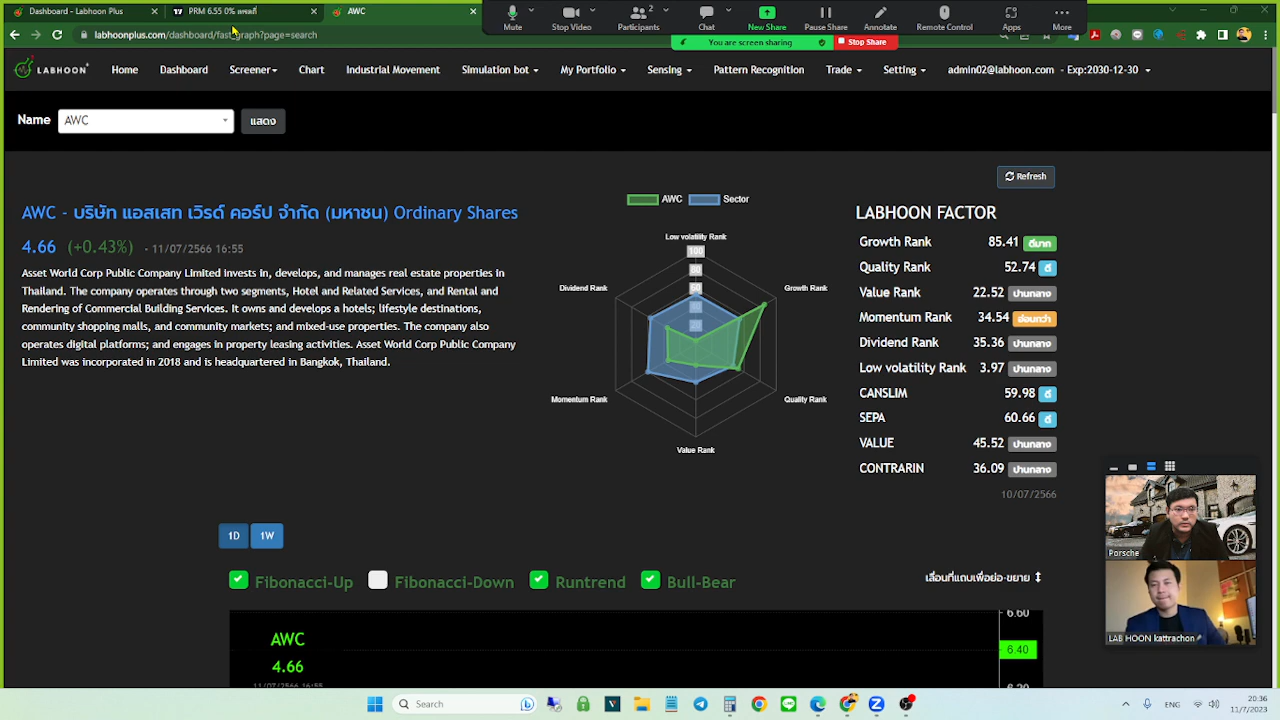 Dashboard - Labhoon Plus
PRM 6.55 0%
AWC
Mute
Stop Video
Participants
2
Chat
New Share
Pause Share
Annotate
Remote Control
Apps
More
You are screen sharing
Stop Share
labhoonplus.com/dashboard/fastgraph?page=search
LABHOON+
Home
Dashboard
Screener
Chart
Industrial Movement
Simulation bot
My Portfolio
Sensing
Pattern Recognition
Trade
Setting
admin02@labhoon.com - Exp:2030-12-30
Name
AWC
แสดง
Refresh
AWC
Sector
AWC - บริษัท แอสเสท เวิรด์ คอร์ป จำกัด (มหาชน) Ordinary Shares
4.66 (+0.43%) - 11/07/2566 16:55
Asset World Corp Public Company Limited invests in, develops, and manages real estate properties in
Thailand. The company operates through two segments, Hotel and Related Services, and Rental and
Rendering of Commercial Building Services. It owns and develops a hotels; lifestyle destinations,
community shopping malls, and community markets; and mixed-use properties. The company also
operates digital platforms; and engages in property leasing activities. Asset World Corp Public Company
Limited was incorporated in 2018 and is headquartered in Bangkok, Thailand.
Low volatility Rank
100
80
60
40
20
Dividend Rank
Growth Rank
Momentum Rank
Quality Rank
Value Rank
LABHOON FACTOR
Growth Rank 85.41 ดีมาก
Quality Rank 52.74 ดี
Value Rank 22.52 ปานกลาง
Momentum Rank 34.54 อ่อนกว่า
Dividend Rank 35.36 ปานกลาง
Low volatility Rank 3.97 ปานกลาง
CANSLIM 59.98 ดี
SEPA 60.66 ดี
VALUE 45.52 ปานกลาง
CONTRARIN 36.09 ปานกลาง
10/07/2566
1D
1W
Fibonacci-Up
Fibonacci-Down
Runtrend
Bull-Bear
เลื่อนที่แถบเพื่อย่อ-ขยาย
AWC
4.66
11/07/2566 16:55
6.60
6.40
6.20
Porsche
LAB HOON kattrachon
Search
ENG
20:36
11/7/2023